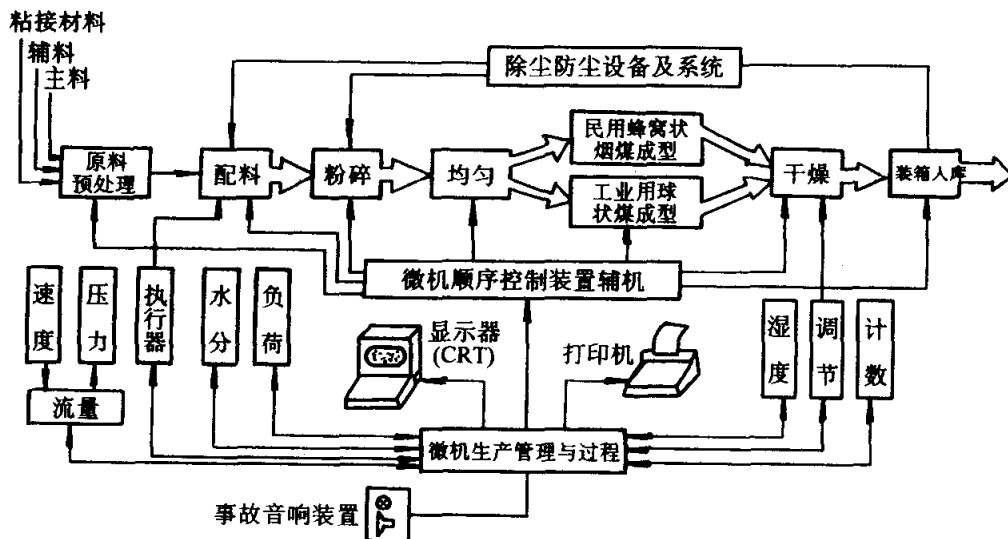 粘接材料
辅料
主料
除尘防尘设备及系统
原料
预处理
配料
粉碎
均匀
民用蜂窝状
烟煤成型
工业用球
状煤成型
干燥
装箱入库
微机顺序控制装置辅机
速度
压力
执行器
水分
负荷
显示器
(CRT)
打印机
湿度
调节
计数
流量
微机生产管理与过程
事故音响装置